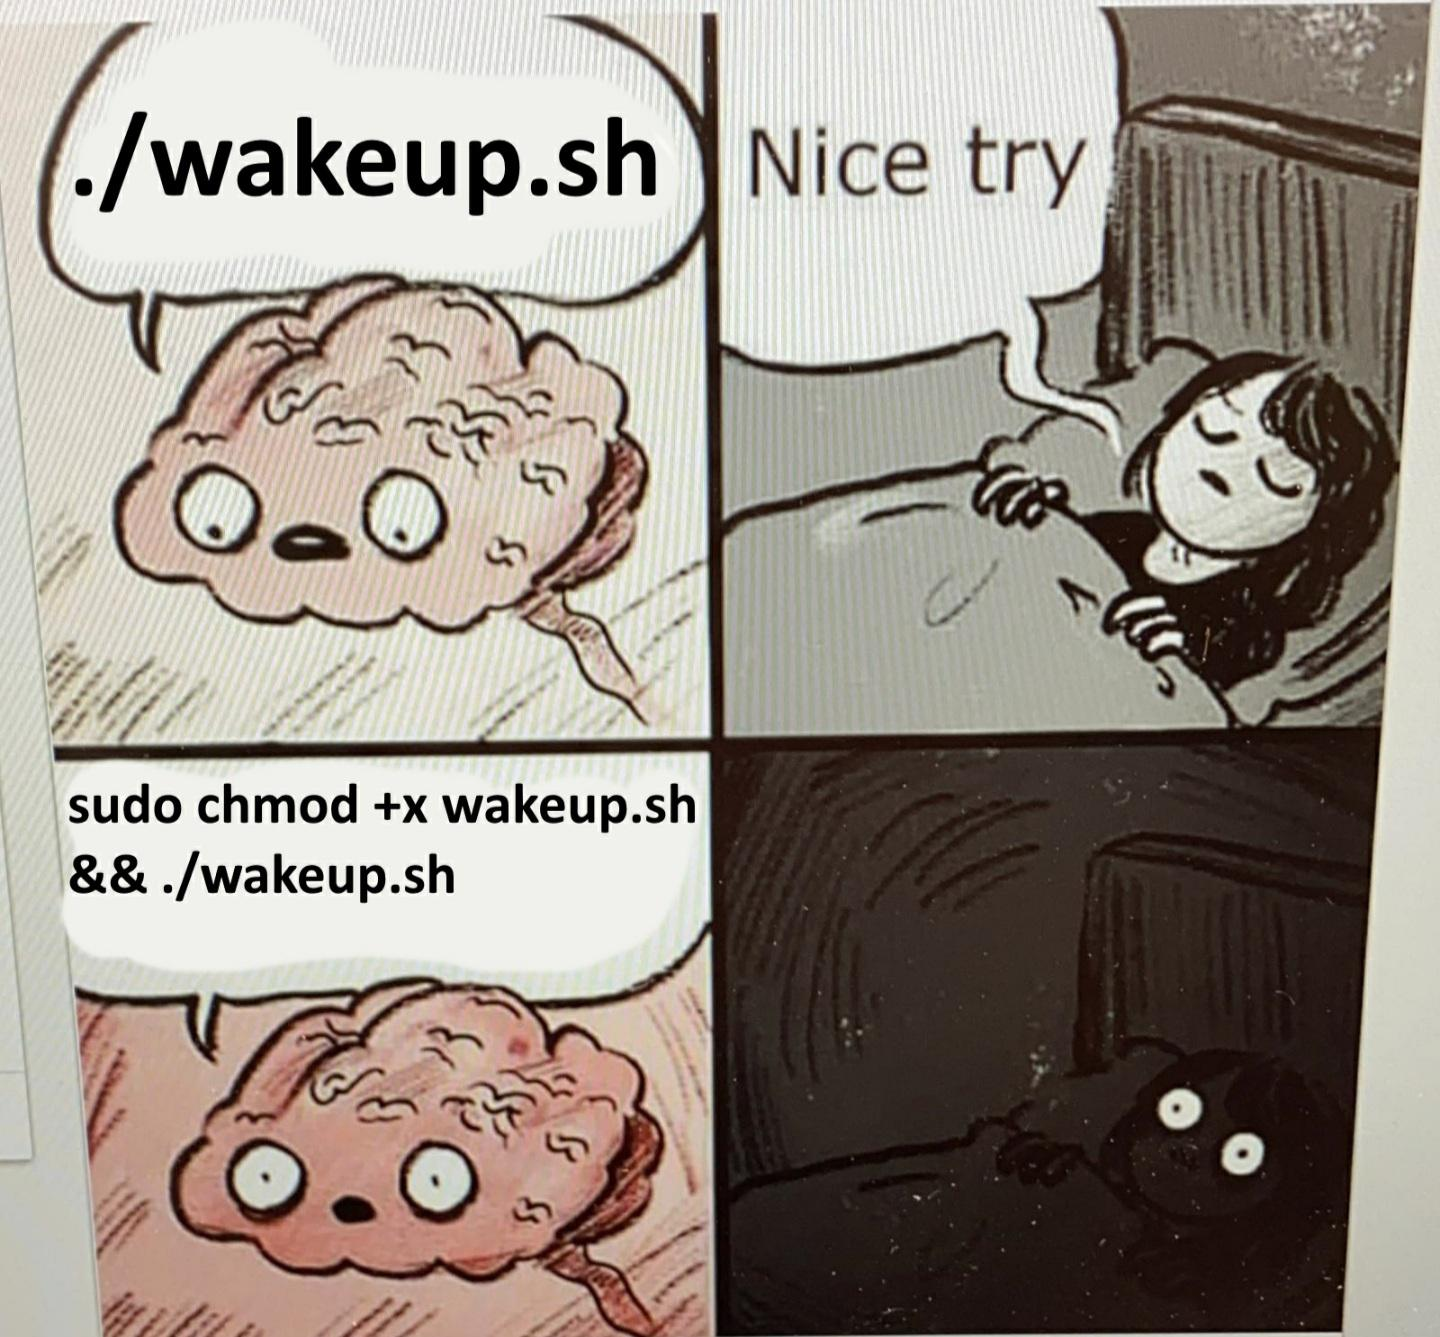 ./wakeup.sh
Nice try
sudo chmod +x wakeup.sh
&& ./wakeup.sh